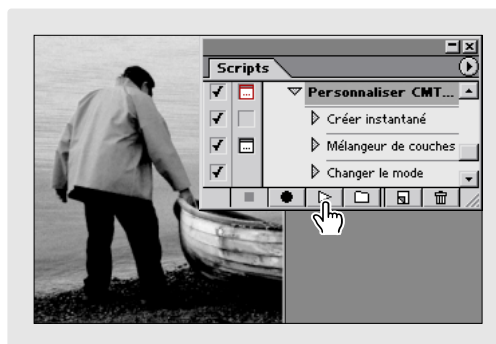 Scripts
Personnaliser CMT...
Créer instantané
Mélangeur de couches
Changer le mode